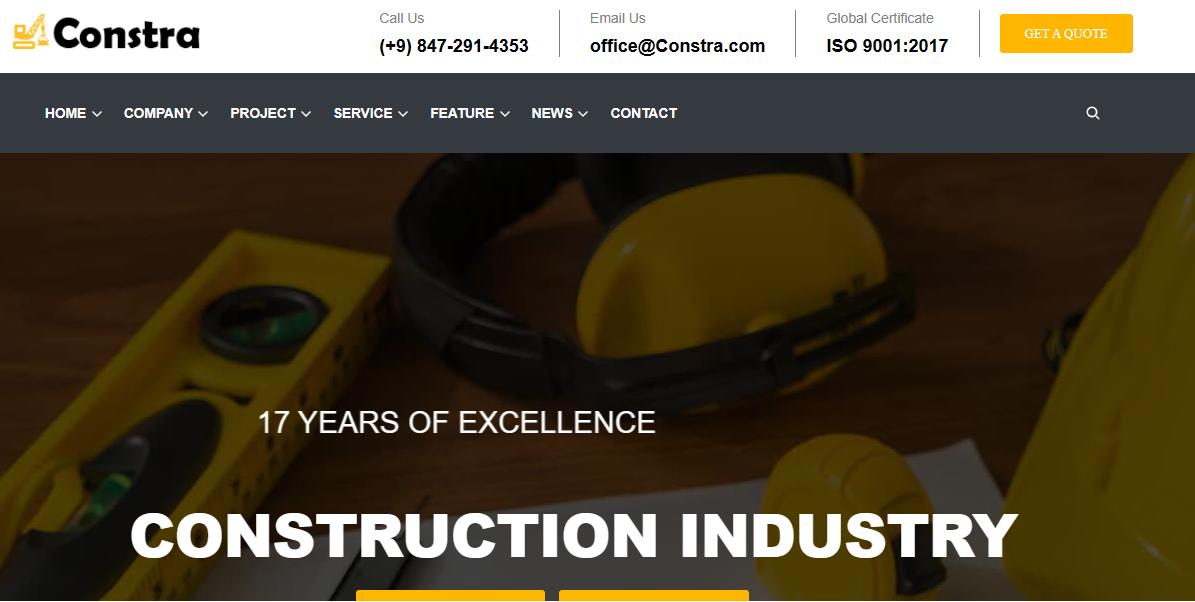 Constra
Call Us
(+9) 847-291-4353
Email Us
office@Constra.com
Global Certificate
ISO 9001:2017
GET A QUOTE
HOME COMPANY PROJECT SERVICE FEATURE NEWS CONTACT
17 YEARS OF EXCELLENCE
CONSTRUCTION INDUSTRY